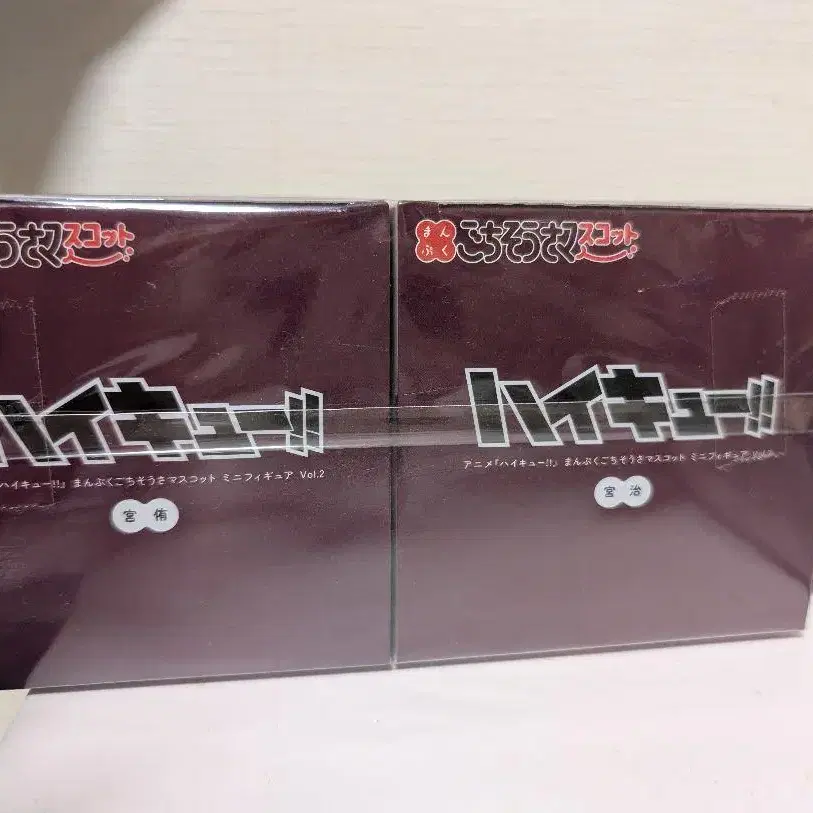 うさマスコット
ハイキュー!!
ハイキュー!!』 まんぷくごちそうさマスコット ミニフィギュア Vol.2
宮 侑
まんぷく
ごちそうさマスコット
ハイキュー!!
アニメ『ハイキュー!!』 まんぷくごちそうさマスコット ミニフィギュア
宮 治